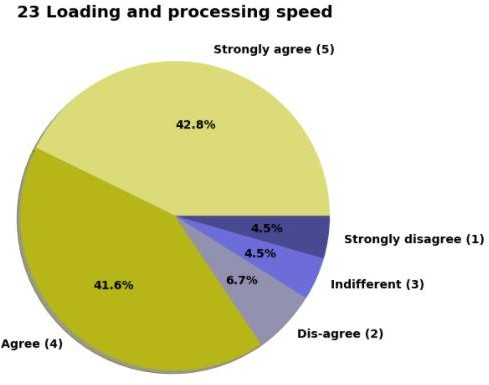 23 Loading and processing speed
Strongly agree (5)
42.8%
4.5%
Strongly disagree (1)
4.5%
6.7%
Indifferent (3)
41.6%
Dis-agree (2)
Agree (4)